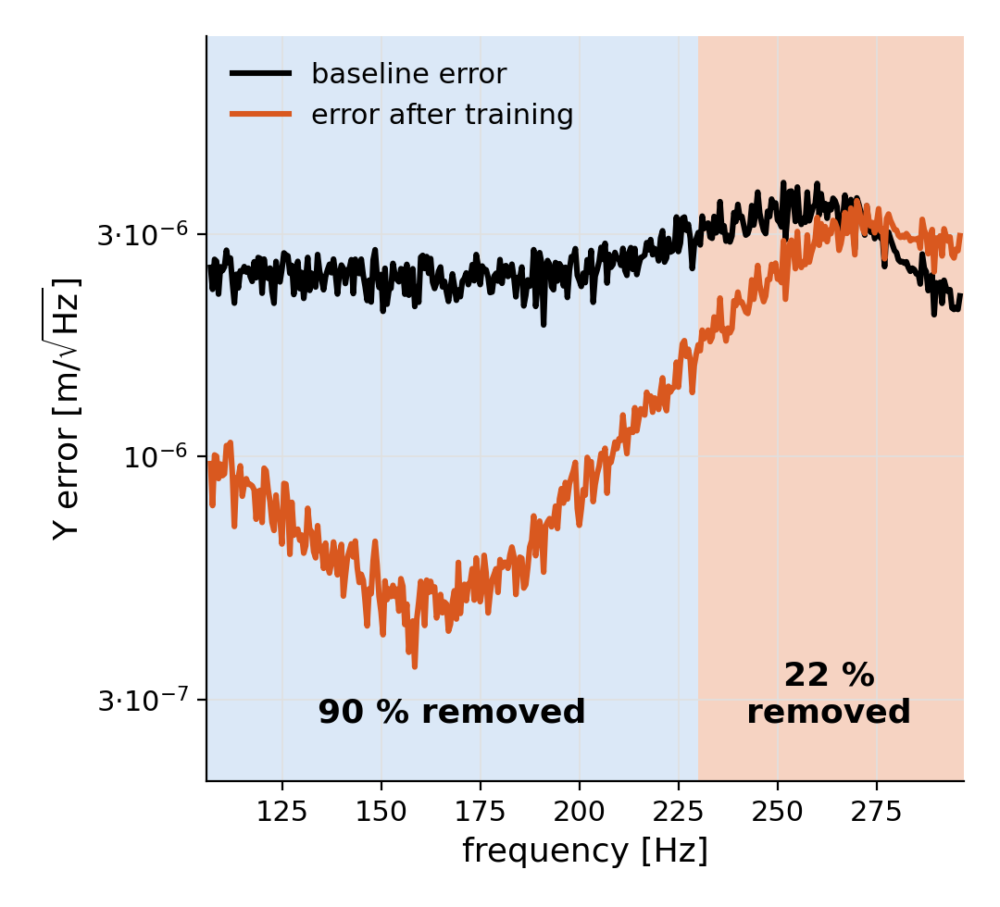 baseline error
error after training
3·10⁻⁶
10⁻⁶
3·10⁻⁷
Y error [m/√Hz]
90 % removed
22 %
removed
125 150 175 200 225 250 275
frequency [Hz]